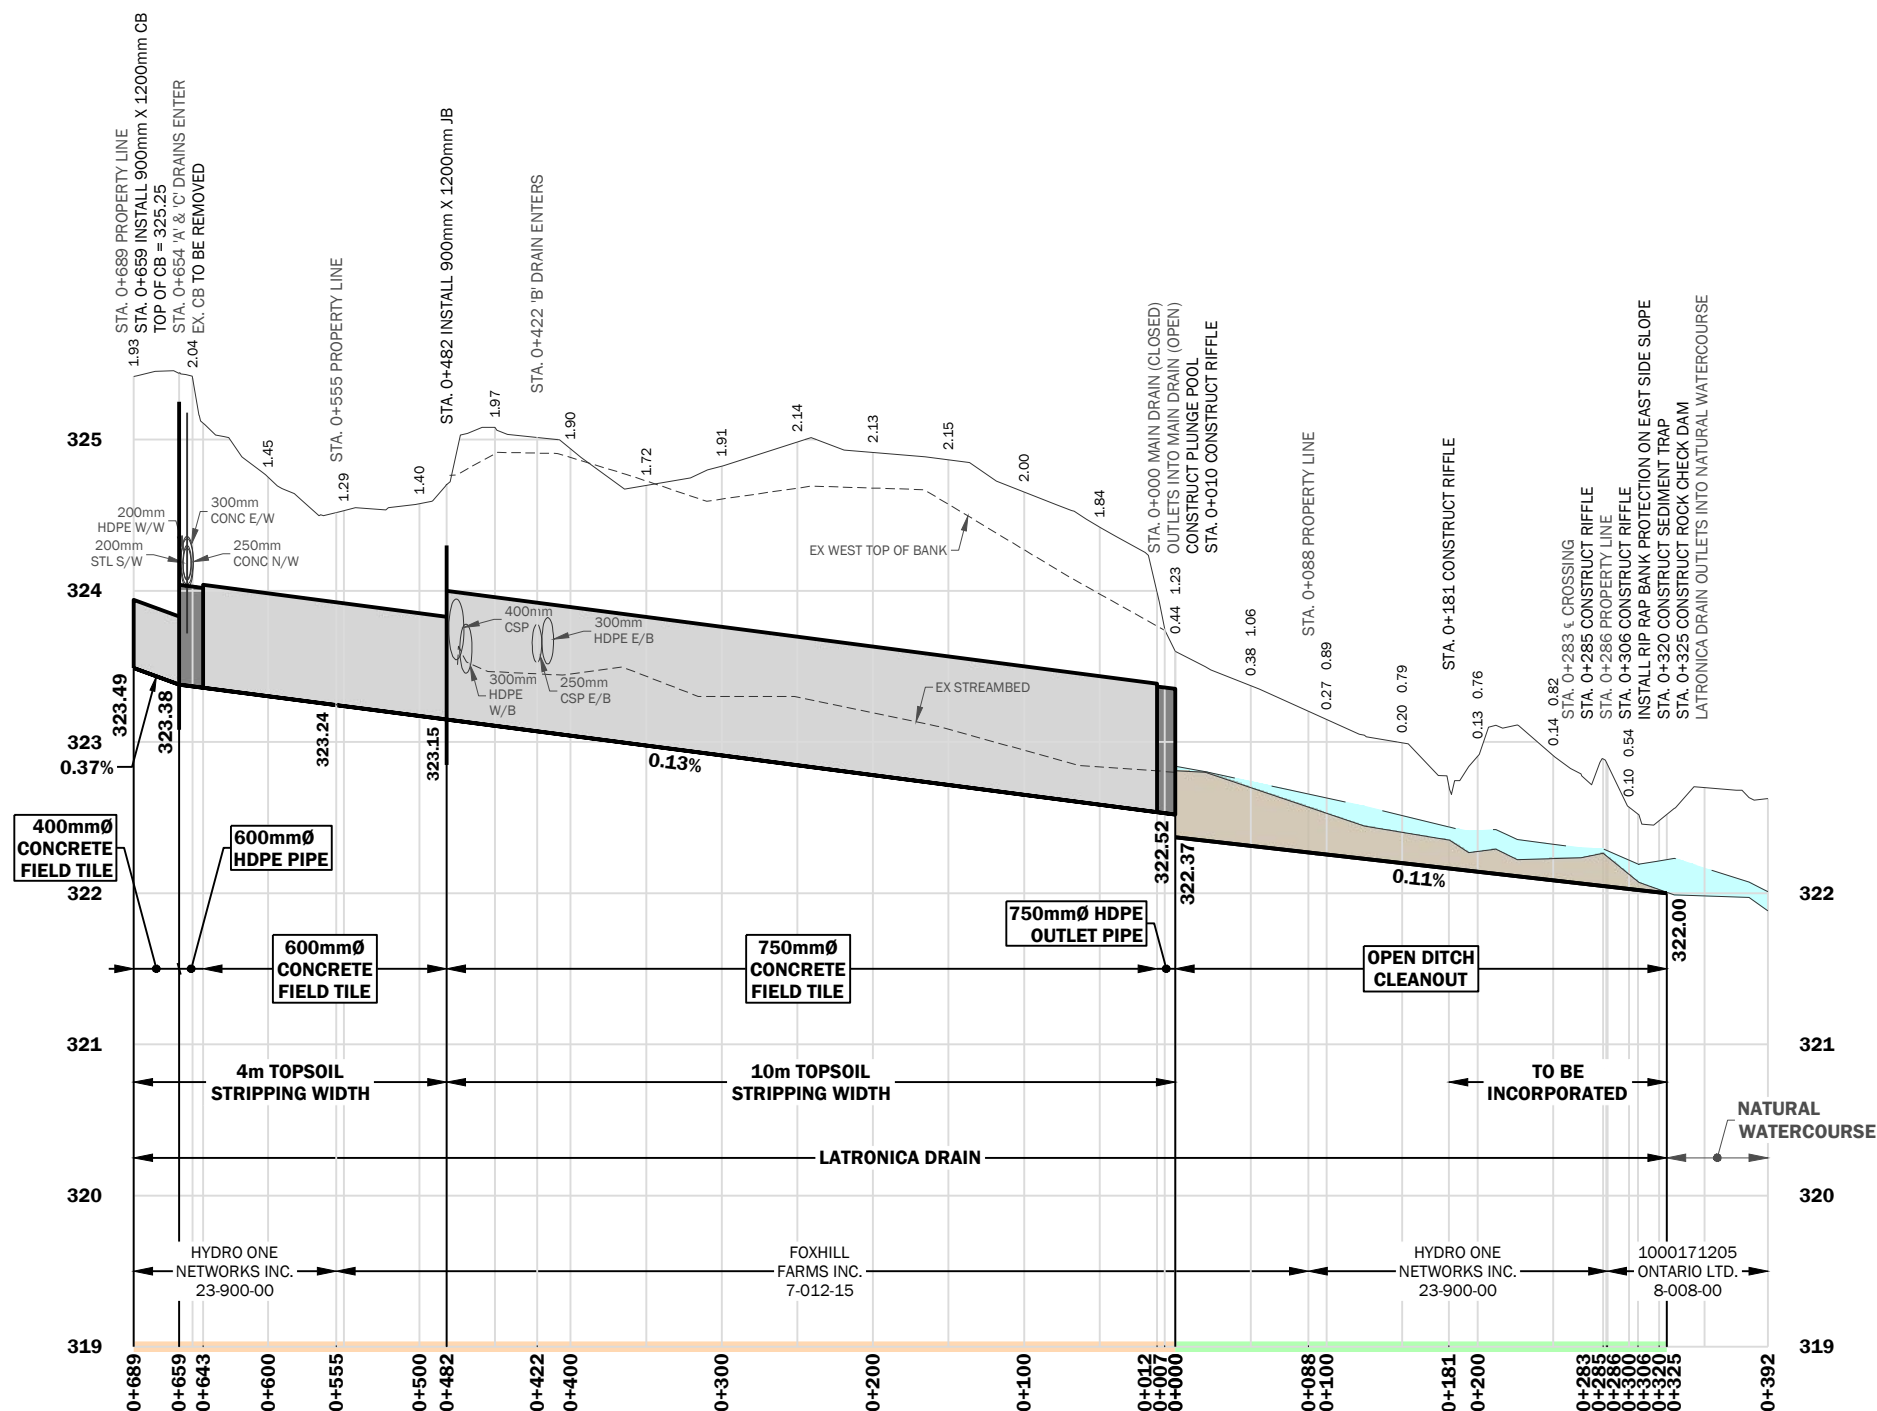 STA. 0+689 PROPERTY LINE
STA. 0+659 INSTALL 900mm X 1200mm CB
TOP OF CB = 325.25
STA. 0+654 'A' & 'C' DRAINS ENTER
EX. CB TO BE REMOVED
STA. 0+555 PROPERTY LINE
STA. 0+482 INSTALL 900mm X 1200mm JB
STA. 0+422 'B' DRAIN ENTERS
STA. 0+000 MAIN DRAIN (CLOSED)
OUTLETS INTO MAIN DRAIN (OPEN)
CONSTRUCT PLUNGE POOL
STA. 0+010 CONSTRUCT RIFFLE
STA. 0+088 PROPERTY LINE
STA. 0+181 CONSTRUCT RIFFLE
STA. 0+283 ℄ CROSSING
STA. 0+285 CONSTRUCT RIFFLE
STA. 0+286 PROPERTY LINE
STA. 0+306 CONSTRUCT RIFFLE
INSTALL RIP RAP BANK PROTECTION ON EAST SIDE SLOPE
STA. 0+320 CONSTRUCT SEDIMENT TRAP
STA. 0+325 CONSTRUCT ROCK CHECK DAM
LATRONICA DRAIN OUTLETS INTO NATURAL WATERCOURSE
1.93
2.04
1.45
1.29
1.40
1.97
1.90
1.72
1.91
2.14
2.13
2.15
2.00
1.84
0.44 1.23
0.38 1.06
0.27 0.89
0.20 0.79
0.13 0.76
0.14 0.82
0.10 0.54
325
324
323
322
321
320
319
322
321
320
319
200mm
HDPE W/W
200mm
STL S/W
300mm
CONC E/W
250mm
CONC N/W
400mm
CSP
300mm
HDPE E/B
300mm
HDPE
W/B
250mm
CSP E/B
EX WEST TOP OF BANK
EX STREAMBED
323.49
323.38
0.37%
323.24
323.15
0.13%
322.52
322.37
0.11%
322.00
400mmØ
CONCRETE
FIELD TILE
600mmØ
HDPE PIPE
600mmØ
CONCRETE
FIELD TILE
750mmØ
CONCRETE
FIELD TILE
750mmØ HDPE
OUTLET PIPE
OPEN DITCH
CLEANOUT
4m TOPSOIL
STRIPPING WIDTH
10m TOPSOIL
STRIPPING WIDTH
TO BE
INCORPORATED
LATRONICA DRAIN
NATURAL
WATERCOURSE
HYDRO ONE
NETWORKS INC.
23-900-00
FOXHILL
FARMS INC.
7-012-15
HYDRO ONE
NETWORKS INC.
23-900-00
1000171205
ONTARIO LTD.
8-008-00
0+689
0+659
0+643
0+600
0+555
0+500
0+482
0+422
0+400
0+300
0+200
0+100
0+012
0+007
0+000
0+088
0+100
0+181
0+200
0+283
0+285
0+286
0+300
0+306
0+320
0+325
0+392